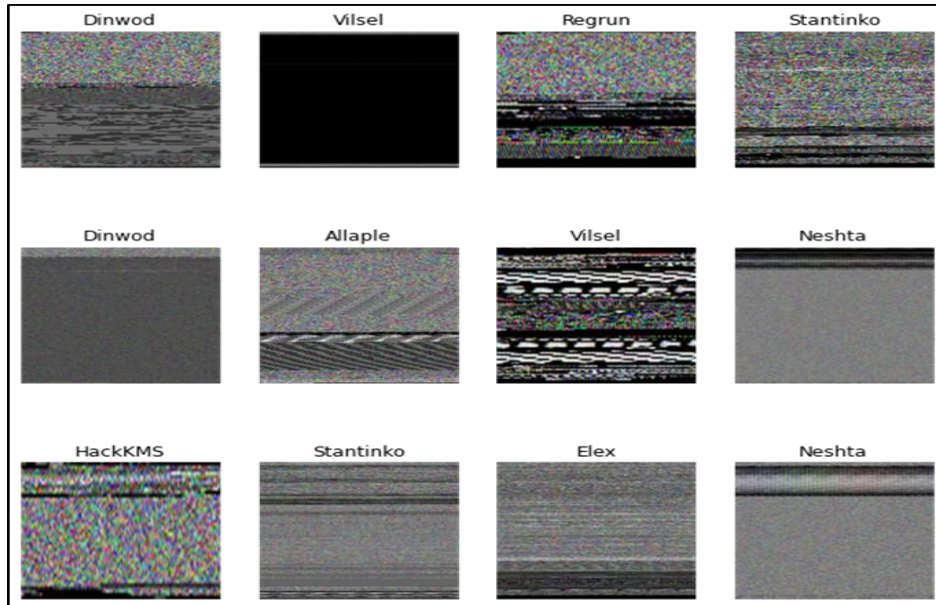 Dinwod Vilsel Regrun Stantinko
Dinwod Allaple Vilsel Neshta
HackKMS Stantinko Elex Neshta